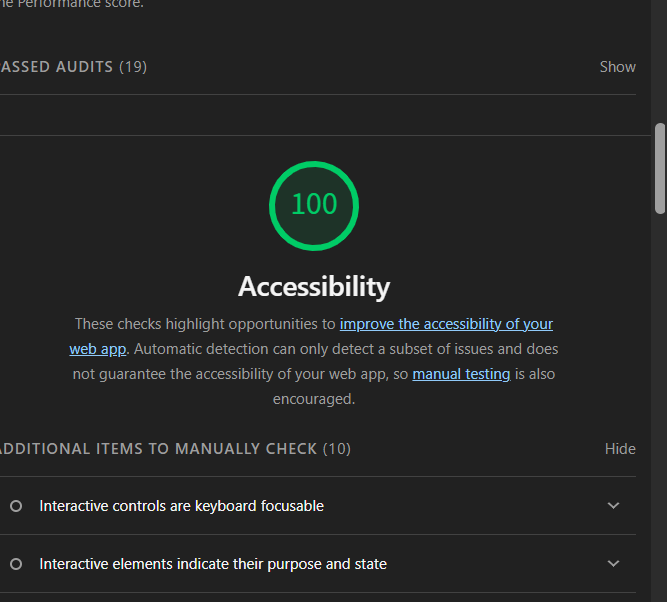 he Performance score.
ASSED AUDITS (19)
Show
100
Accessibility
These checks highlight opportunities to improve the accessibility of your
web app. Automatic detection can only detect a subset of issues and does
not guarantee the accessibility of your web app, so manual testing is also
encouraged.
ADDITIONAL ITEMS TO MANUALLY CHECK (10)
Hide
Interactive controls are keyboard focusable
Interactive elements indicate their purpose and state